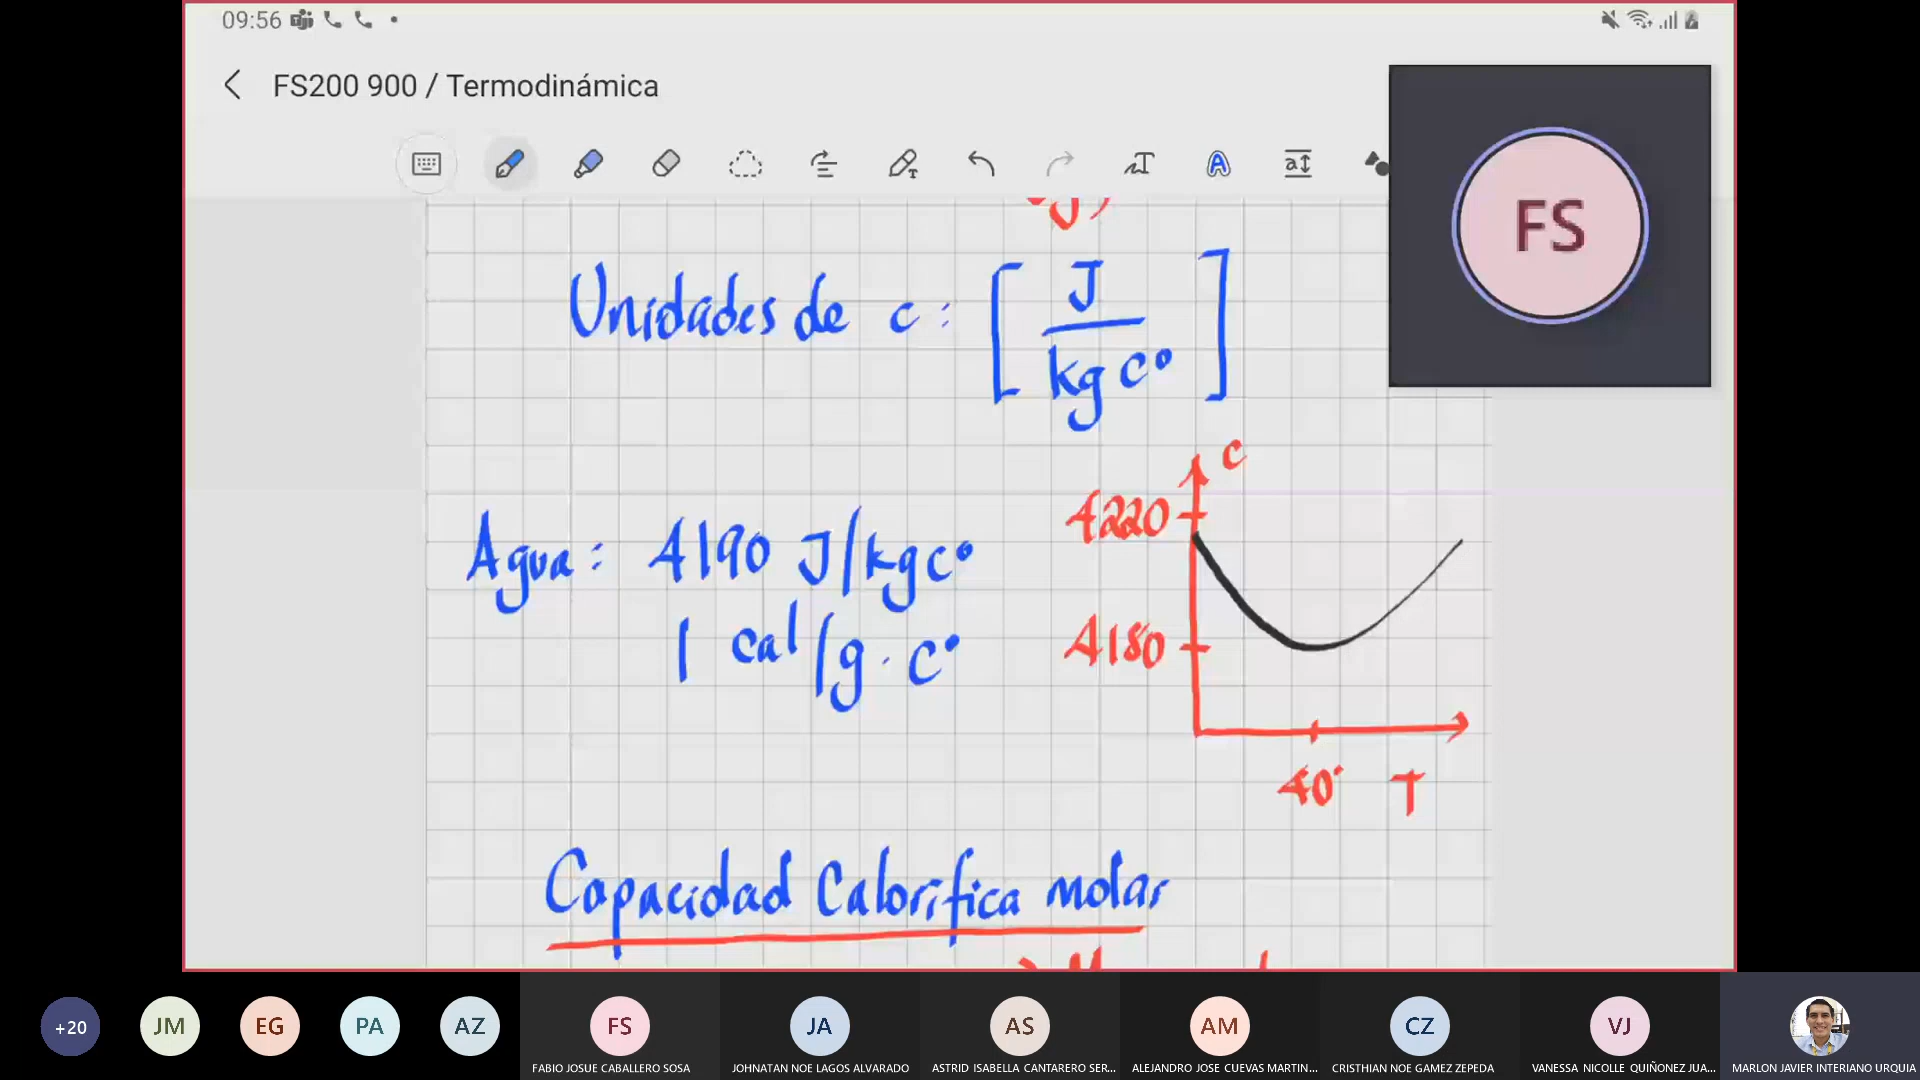 09:56
FS200 900 / Termodinámica
FS
Unidades de c: [ J / kg C° ]
c
4220
Agua: 4190 J/kg C°
1 cal/g · C°
4180
40° T
Capacidad Calorífica molar
+20 JM EG PA AZ FS JA AS AM CZ VJ
FABIO JOSUE CABALLERO SOSA JOHNATAN NOE LAGOS ALVARADO ASTRID ISABELLA CANTARERO SER... ALEJANDRO JOSE CUEVAS MARTIN... CRISTHIAN NOE GAMEZ ZEPEDA VANESSA NICOLLE QUIÑONEZ JUA... MARLON JAVIER INTERIANO URQUIA